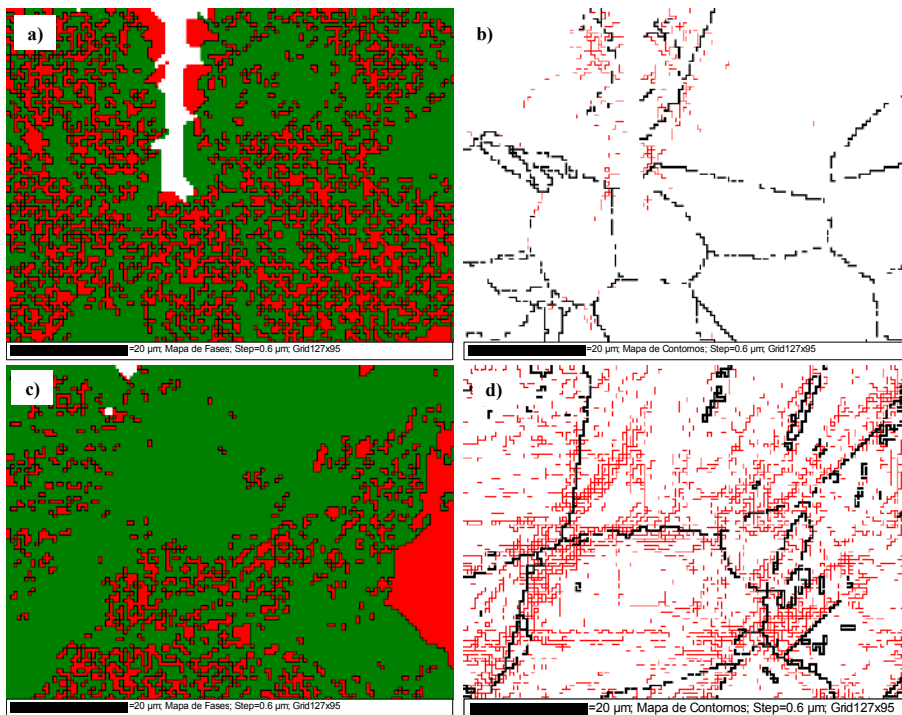 a)
b)
=20 µm; Mapa de Fases; Step=0.6 µm; Grid127x95
=20 µm; Mapa de Contornos; Step=0.6 µm; Grid127x95
c)
d)
=20 µm; Mapa de Fases; Step=0.6 µm; Grid127x95
=20 µm; Mapa de Contornos; Step=0.6 µm; Grid127x95